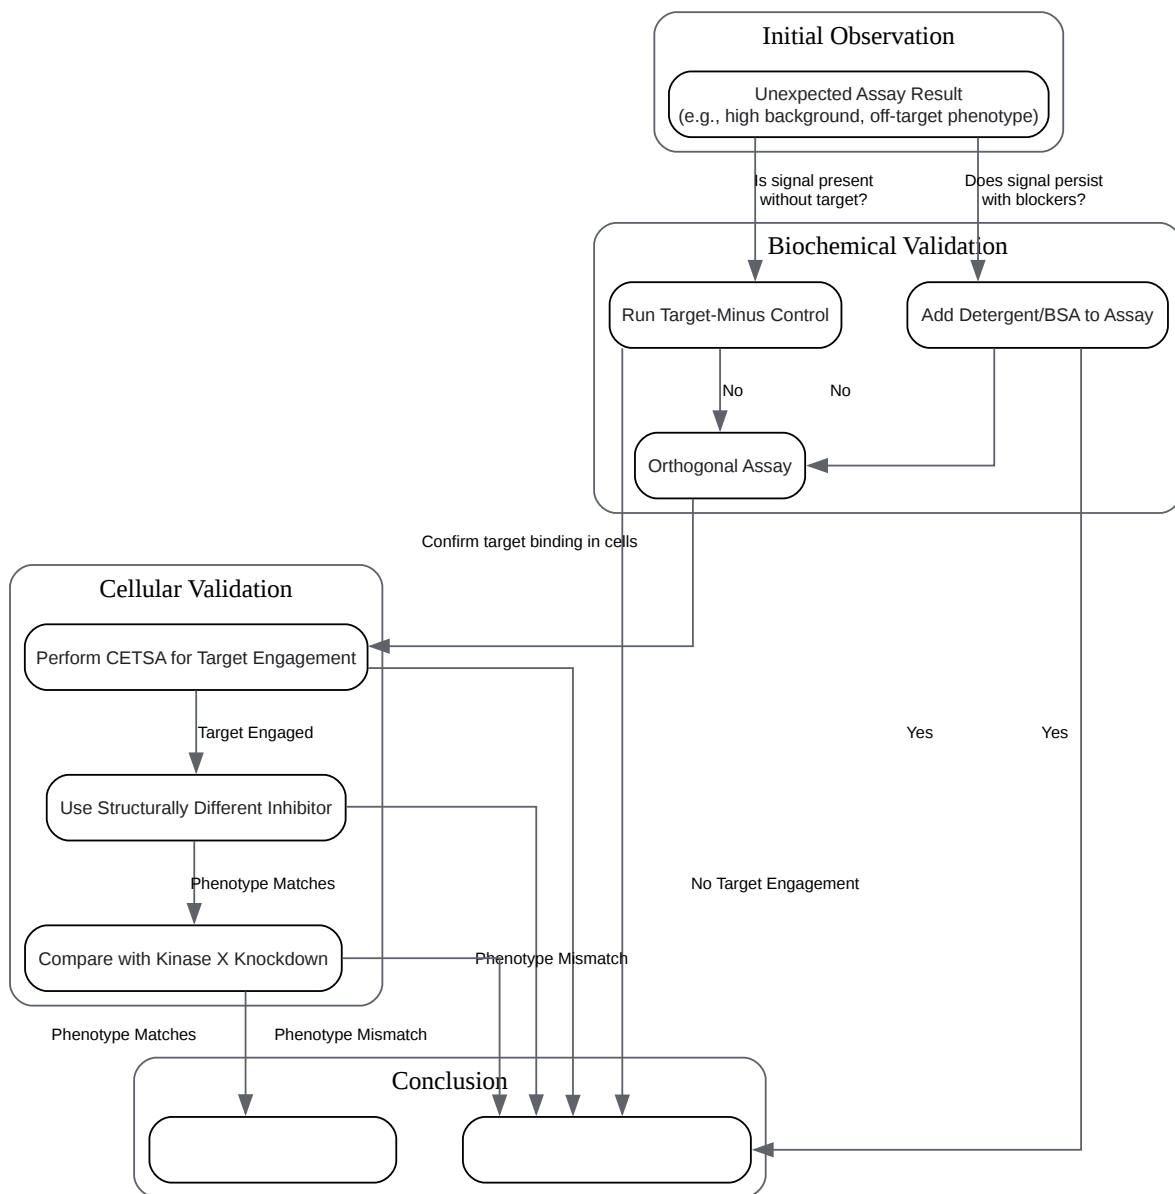 Initial Observation
Unexpected Assay Result
(e.g., high background, off-target phenotype)
Is signal present
without target?
Does signal persist
with blockers?
Biochemical Validation
Run Target-Minus Control
Add Detergent/BSA to Assay
No
No
Orthogonal Assay
Confirm target binding in cells
Cellular Validation
Perform CETSA for Target Engagement
Target Engaged
Yes
Yes
Use Structurally Different Inhibitor
Phenotype Matches
No Target Engagement
Compare with Kinase X Knockdown
Phenotype Mismatch
Phenotype Matches
Phenotype Mismatch
Conclusion